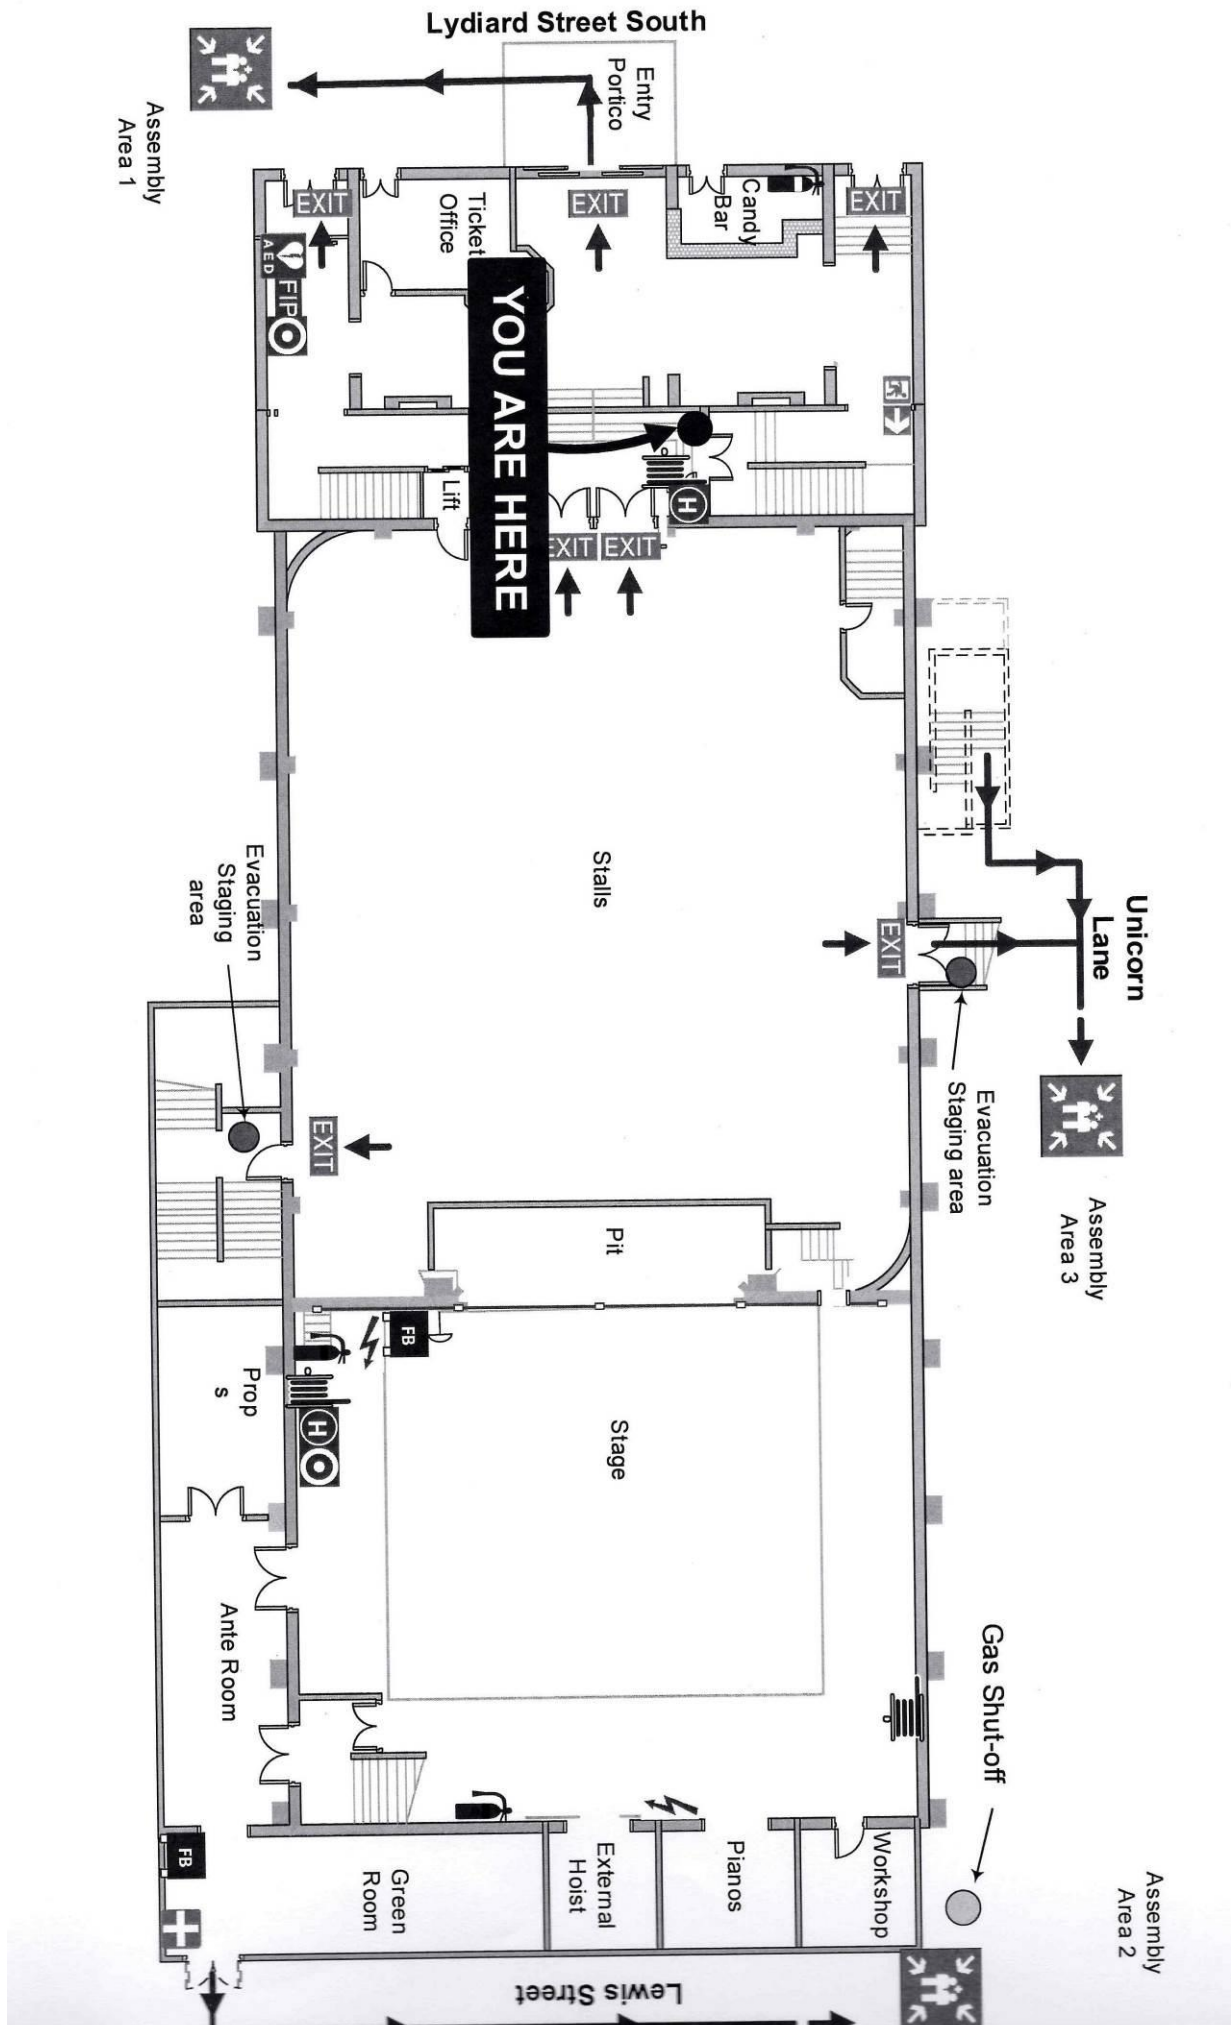 Lydiard Street South
Entry
Portico
Assembly
Area 1
EXIT
Ticket
Office
EXIT
Candy
Bar
EXIT
AED
FIP
YOU ARE HERE
Lift
H
EXIT
EXIT
Stalls
Evacuation
Staging
area
EXIT
Unicorn
Lane
Evacuation
Staging area
Assembly
Area 3
EXIT
Pit
FB
Prop
s
H
Stage
Ante Room
Gas Shut-off
FB
Green
Room
External
Hoist
Pianos
Workshop
Assembly
Area 2
Lewis Street